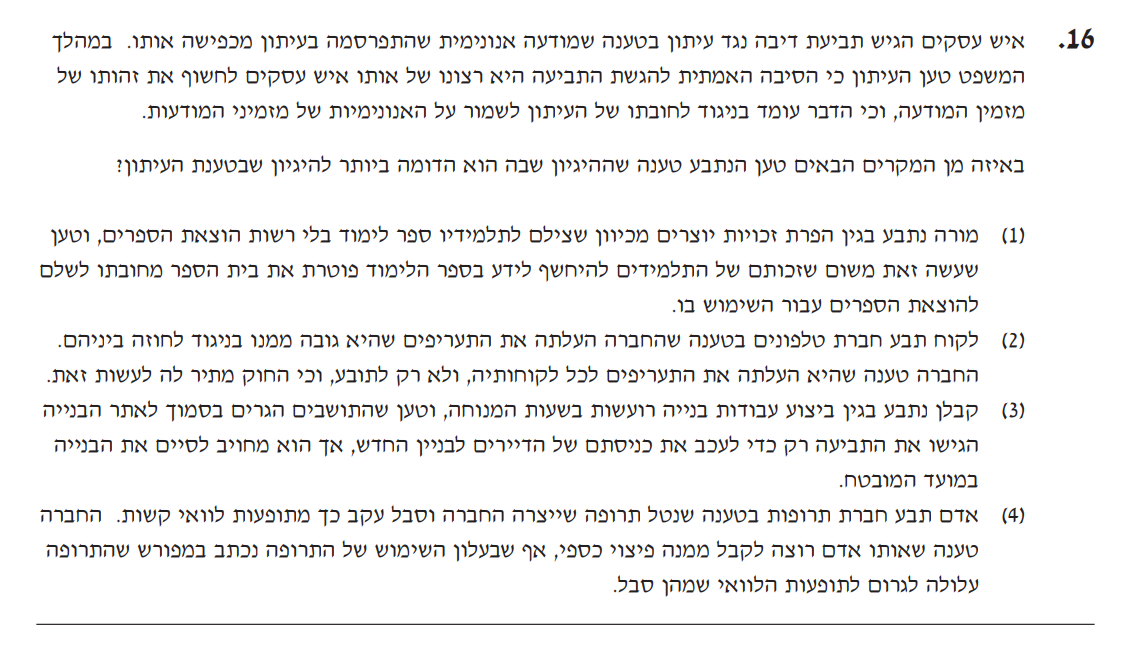 16. איש עסקים הגיש תביעת דיבה נגד עיתון בטענה שמודעה אנונימית שהתפרסמה בעיתון מכפישה אותו. במהלך
המשפט טען העיתון כי הסיבה האמתית להגשת התביעה היא רצונו של אותו איש עסקים לחשוף את זהותו של
מזמין המודעה, וכי הדבר עומד בניגוד לחובתו של העיתון לשמור על האנונימיות של מזמיני המודעות.
באיזה מן המקרים הבאים טען הנתבע טענה שההיגיון שבה הוא הדומה ביותר להיגיון שבטענת העיתון?
(1) מורה נתבע בגין הפרת זכויות יוצרים מכיוון שצילם לתלמידיו ספר לימוד בלי רשות הוצאת הספרים, וטען
שעשה זאת משום שזכותם של התלמידים להיחשף לידע בספר הלימוד פוטרת את בית הספר מחובתו לשלם
להוצאת הספרים עבור השימוש בו.
(2) לקוח תבע חברת טלפונים בטענה שהחברה העלתה את התעריפים שהיא גובה ממנו בניגוד לחוזה ביניהם.
החברה טענה שהיא העלתה את התעריפים לכל לקוחותיה, ולא רק לתובע, וכי החוק מתיר לה לעשות זאת.
(3) קבלן נתבע בגין ביצוע עבודות בנייה רועשות בשעות המנוחה, וטען שהתושבים הגרים בסמוך לאתר הבנייה
הגישו את התביעה רק כדי לעכב את כניסתם של הדיירים לבניין החדש, אך הוא מחויב לסיים את הבנייה
במועד המובטח.
(4) אדם תבע חברת תרופות בטענה שנטל תרופה שייצרה החברה וסבל עקב כך מתופעות לוואי קשות. החברה
טענה שאותו אדם רוצה לקבל ממנה פיצוי כספי, אף שבעלון השימוש של התרופה נכתב במפורש שהתרופה
עלולה לגרום לתופעות הלוואי שמהן סבל.